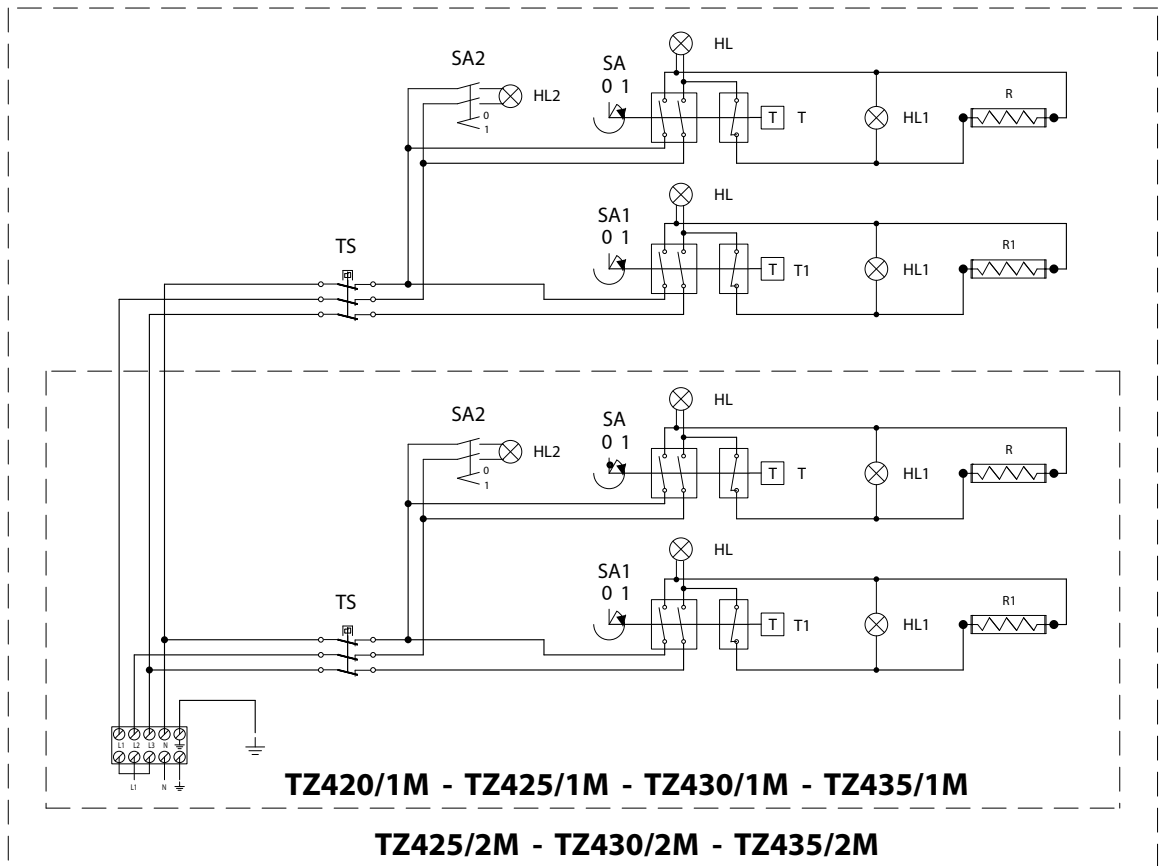 HL
SA2
SA
0 1
HL2
R
T T
HL1
0
1
HL
SA1
0 1
R1
TS
T T1
HL1
HL
SA2
SA
0 1
HL2
R
T T
HL1
0
1
HL
SA1
0 1
R1
TS
T T1
HL1
L1 L2 L3 N
L1 N
TZ420/1M - TZ425/1M - TZ430/1M - TZ435/1M
TZ425/2M - TZ430/2M - TZ435/2M